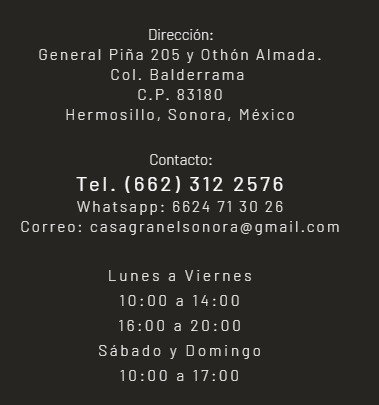 Dirección:
General Piña 205 y Othón Almada.
Col. Balderrama
C.P. 83180
Hermosillo, Sonora, México
Contacto:
Tel. (662) 312 2576
Whatsapp: 6624 71 30 26
Correo: casagranelsonora@gmail.com
Lunes a Viernes
10:00 a 14:00
16:00 a 20:00
Sábado y Domingo
10:00 a 17:00